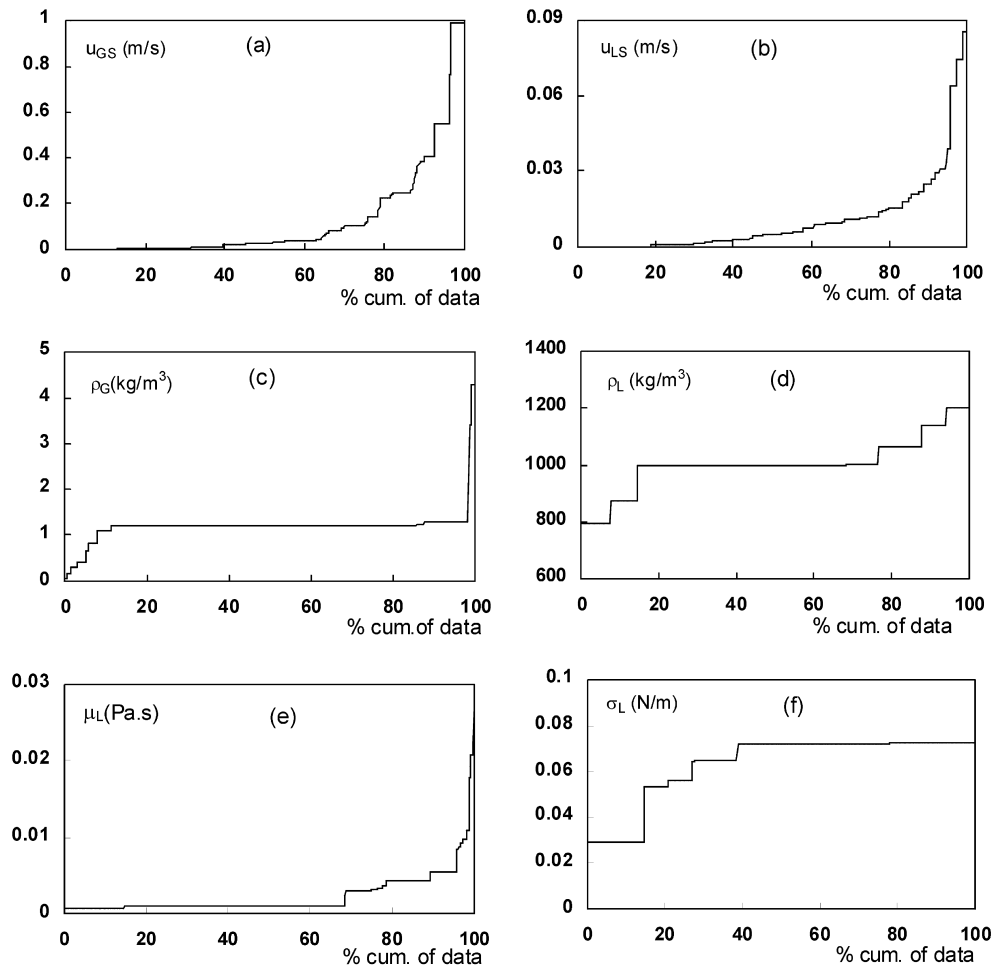 1
u_GS (m/s)
(a)
0.8
0.6
0.4
0.2
0
0 20 40 60 80 100
% cum. of data
0.09
u_LS (m/s)
(b)
0.06
0.03
0
0 20 40 60 80 100
% cum. of data
5
ρ_G(kg/m³)
(c)
4
3
2
1
0
0 20 40 60 80 100
% cum.of data
1400
ρ_L (kg/m³)
(d)
1200
1000
800
600
0 20 40 60 80 100
% cum. of data
0.03
μ_L(Pa.s)
(e)
0.02
0.01
0
0 20 40 60 80 100
% cum. of data
0.1
σ_L (N/m)
(f)
0.08
0.06
0.04
0.02
0
0 20 40 60 80 100
% cum. of data